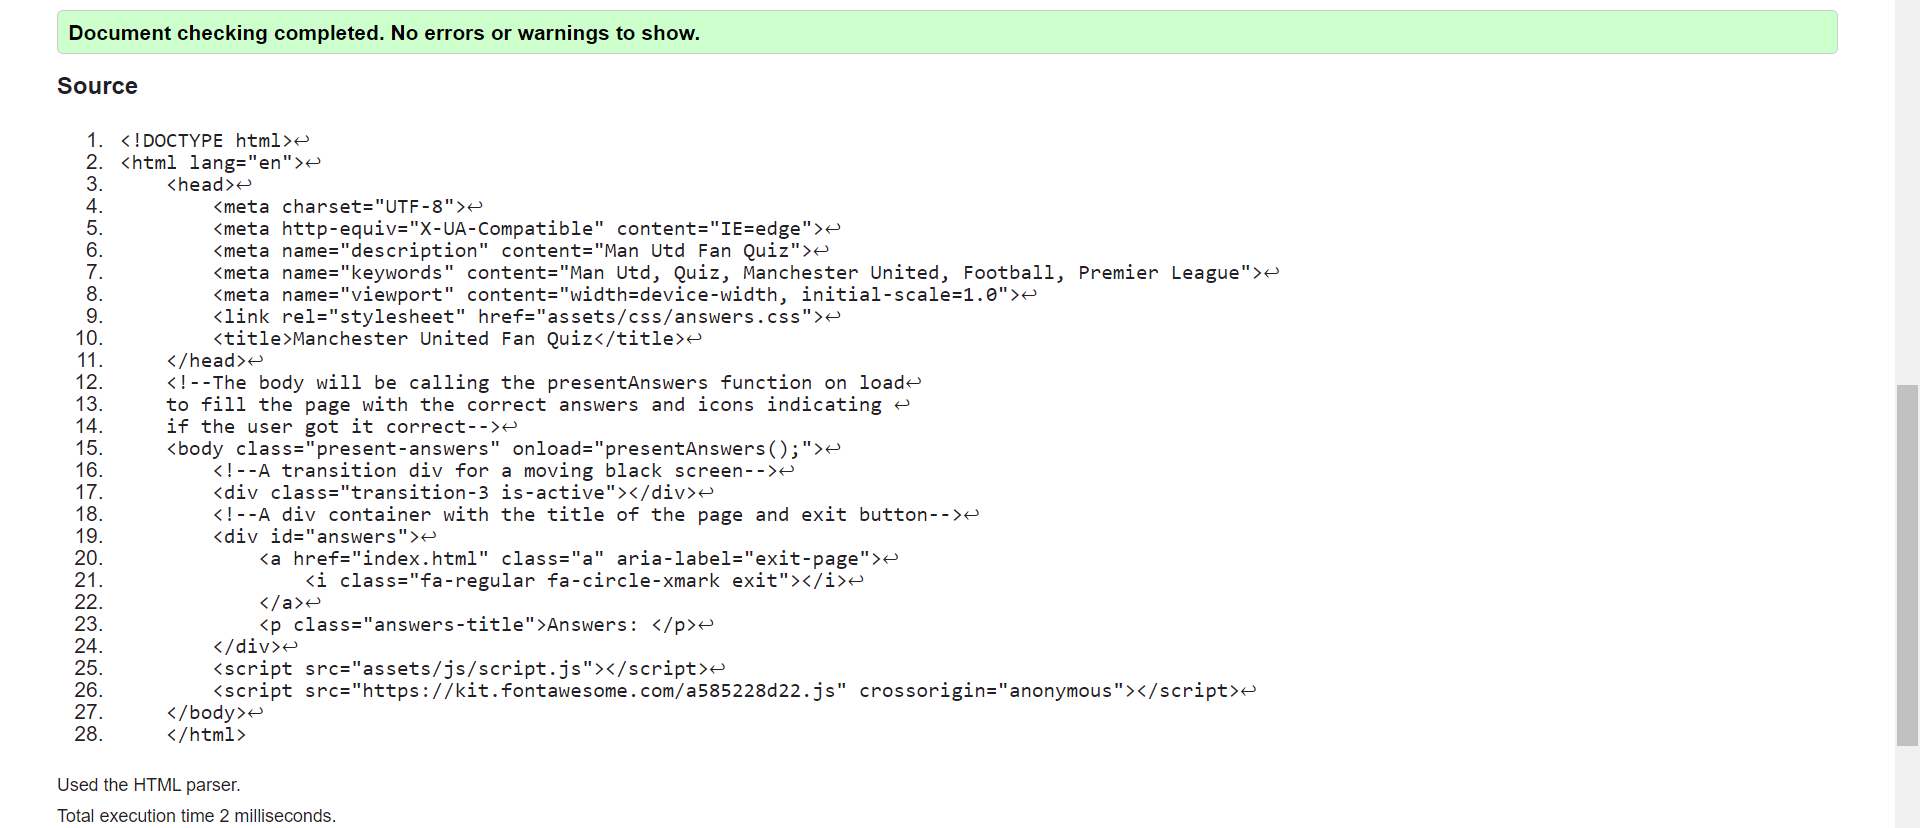 Document checking completed. No errors or warnings to show.
Source
1. <!DOCTYPE html>↩
2. <html lang="en">↩
3.     <head>↩
4.         <meta charset="UTF-8">↩
5.         <meta http-equiv="X-UA-Compatible" content="IE=edge">↩
6.         <meta name="description" content="Man Utd Fan Quiz">↩
7.         <meta name="keywords" content="Man Utd, Quiz, Manchester United, Football, Premier League">↩
8.         <meta name="viewport" content="width=device-width, initial-scale=1.0">↩
9.         <link rel="stylesheet" href="assets/css/answers.css">↩
10.         <title>Manchester United Fan Quiz</title>↩
11.     </head>↩
12.     <!--The body will be calling the presentAnswers function on load↩
13.     to fill the page with the correct answers and icons indicating ↩
14.     if the user got it correct-->↩
15.     <body class="present-answers" onload="presentAnswers();">↩
16.         <!--A transition div for a moving black screen-->↩
17.         <div class="transition-3 is-active"></div>↩
18.         <!--A div container with the title of the page and exit button-->↩
19.         <div id="answers">↩
20.             <a href="index.html" class="a" aria-label="exit-page">↩
21.                 <i class="fa-regular fa-circle-xmark exit"></i>↩
22.             </a>↩
23.             <p class="answers-title">Answers: </p>↩
24.         </div>↩
25.         <script src="assets/js/script.js"></script>↩
26.         <script src="https://kit.fontawesome.com/a585228d22.js" crossorigin="anonymous"></script>↩
27.     </body>↩
28.     </html>
Used the HTML parser.
Total execution time 2 milliseconds.